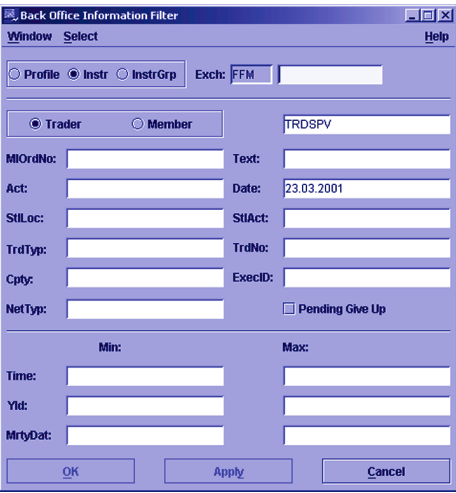 Back Office Information Filter
Window Select Help
Profile Instr InstrGrp Exch: FFM
Trader Member TRDSPV
MIOrdNo: Text:
Act: Date: 23.03.2001
StlLoc: StlAct:
TrdTyp: TrdNo:
Cpty: ExecID:
NetTyp: Pending Give Up
Min: Max:
Time:
Yld:
MrtyDat:
OK Apply Cancel